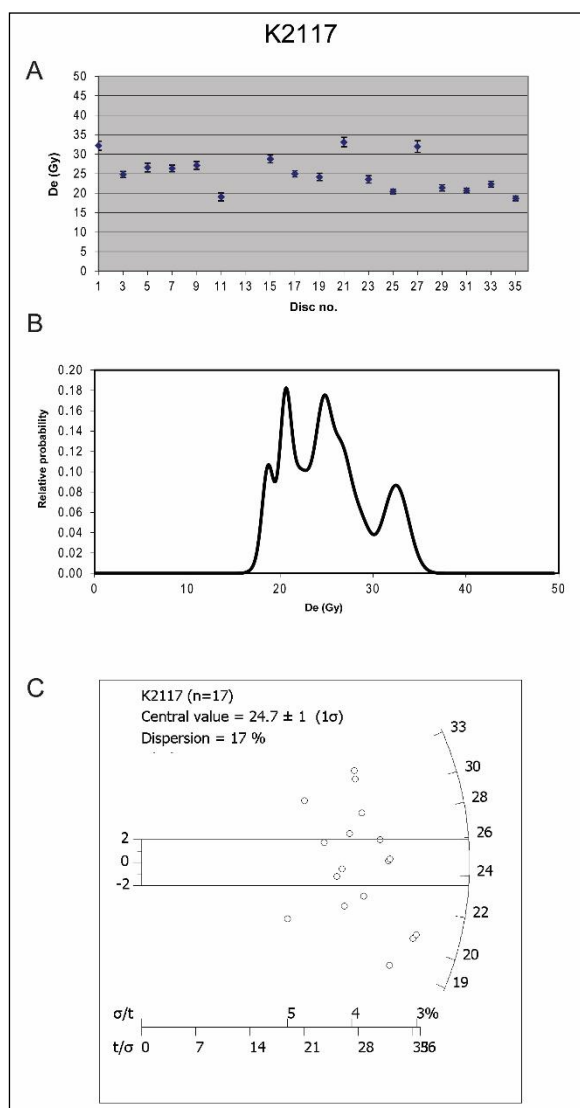 K2117
A
50
45
40
35
30
25
20
15
10
5
0
De (Gy)
1 3 5 7 9 11 13 15 17 19 21 23 25 27 29 31 33 35
Disc no.
B
0.20
0.18
0.16
0.14
0.12
0.10
0.08
0.06
0.04
0.02
0.00
Relative probability
0 10 20 30 40 50
De (Gy)
C
K2117 (n=17)
Central value = 24.7 ± 1 (1σ)
Dispersion = 17 %
33
30
28
26
24
22
20
19
2
0
-2
σ/t 5 4 3%
t/σ 0 7 14 21 28 35